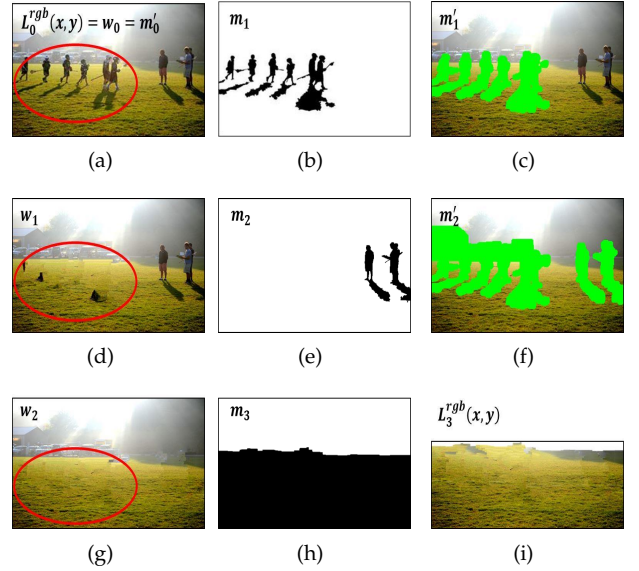 L_0^{rgb}(x,y) = w_0 = m'_0
m_1
m'_1
(a)
(b)
(c)
w_1
m_2
m'_2
(d)
(e)
(f)
w_2
m_3
L_3^{rgb}(x,y)
(g)
(h)
(i)